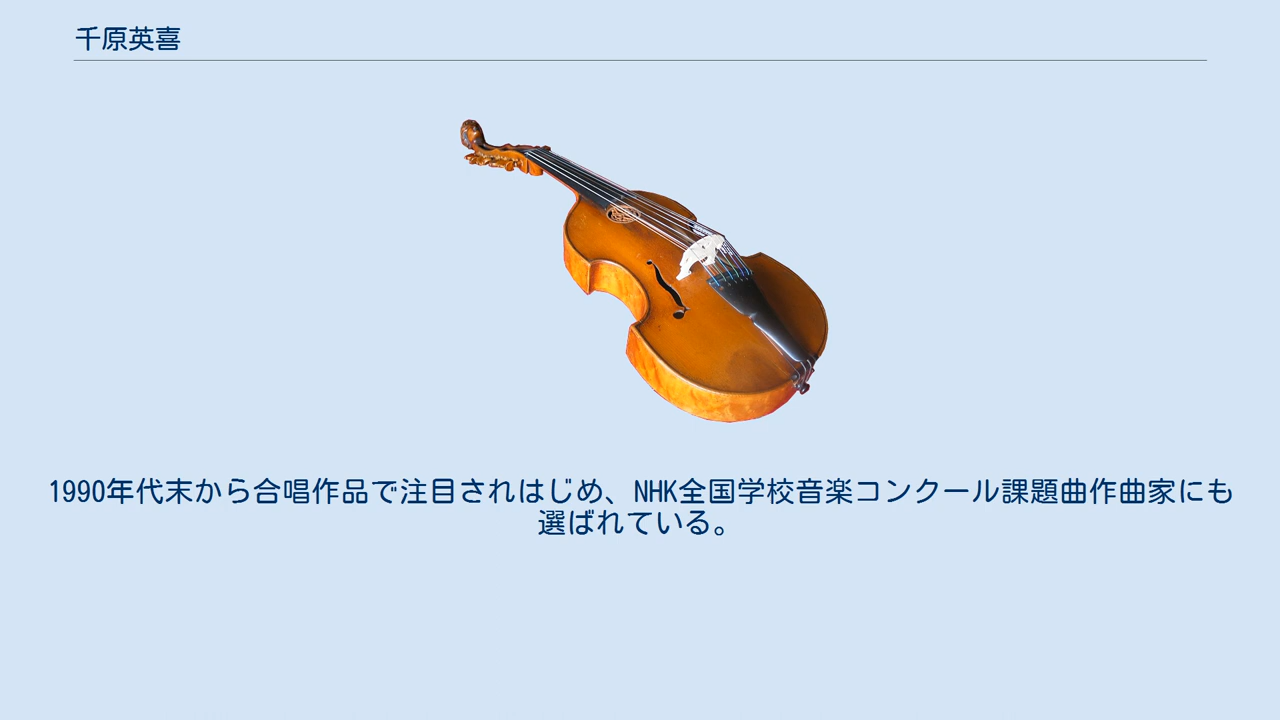 千原英喜
1990年代末から合唱作品で注目されはじめ、NHK全国学校音楽コンクール課題曲作曲家にも
選ばれている。